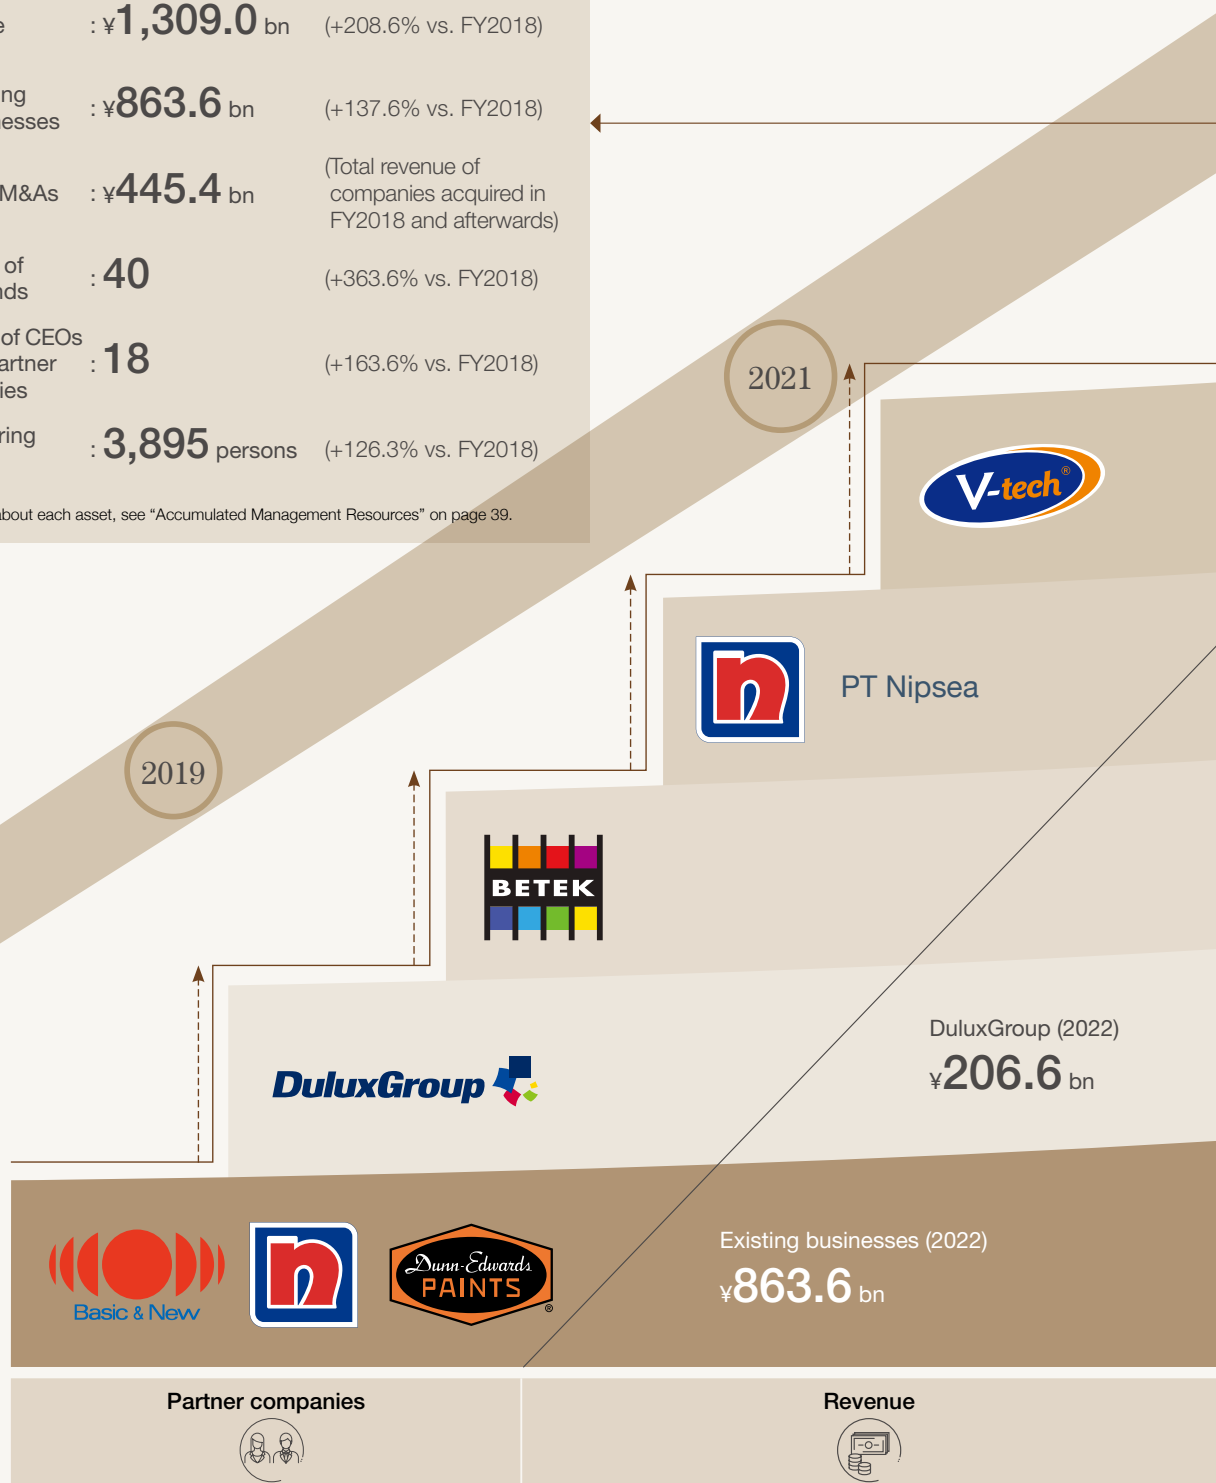 e : ¥1,309.0 bn (+208.6% vs. FY2018)
ing
esses : ¥863.6 bn (+137.6% vs. FY2018)
M&As : ¥445.4 bn (Total revenue of
companies acquired in
FY2018 and afterwards)
of
nds : 40 (+363.6% vs. FY2018)
of CEOs
artner
ies : 18 (+163.6% vs. FY2018)
ring : 3,895 persons (+126.3% vs. FY2018)
about each asset, see “Accumulated Management Resources” on page 39.
2021
V-tech®
n PT Nipsea
2019
BETEK
DuluxGroup
DuluxGroup (2022)
¥206.6 bn
Basic & New
n
Dunn-Edwards
PAINTS
®
Existing businesses (2022)
¥863.6 bn
Partner companies
Revenue